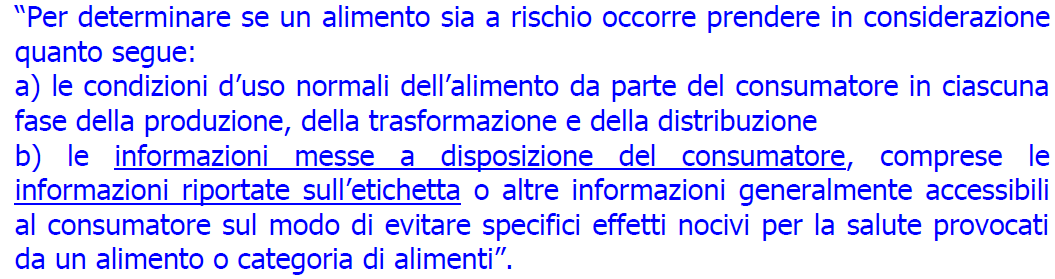 “Per determinare se un alimento sia a rischio occorre prendere in considerazione
quanto segue:
a) le condizioni d’uso normali dell’alimento da parte del consumatore in ciascuna
fase della produzione, della trasformazione e della distribuzione
b) le informazioni messe a disposizione del consumatore, comprese le
informazioni riportate sull’etichetta o altre informazioni generalmente accessibili
al consumatore sul modo di evitare specifici effetti nocivi per la salute provocati
da un alimento o categoria di alimenti”.